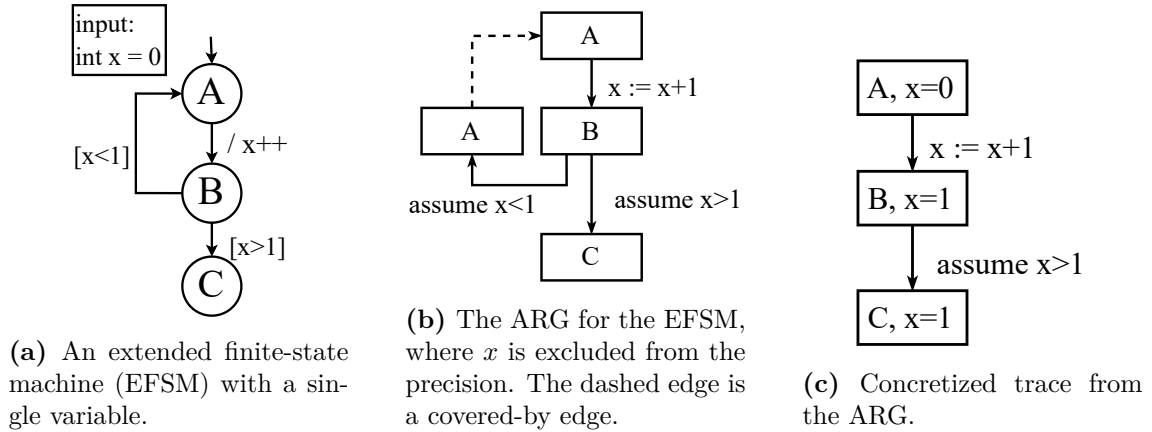 input:
int x = 0
A
/ x++
[x<1]
B
[x>1]
C
(a) An extended finite-state
machine (EFSM) with a sin-
gle variable.
A
x := x+1
A
B
assume x<1
assume x>1
C
(b) The ARG for the EFSM,
where x is excluded from the
precision. The dashed edge is
a covered-by edge.
A, x=0
x := x+1
B, x=1
assume x>1
C, x=1
(c) Concretized trace from
the ARG.